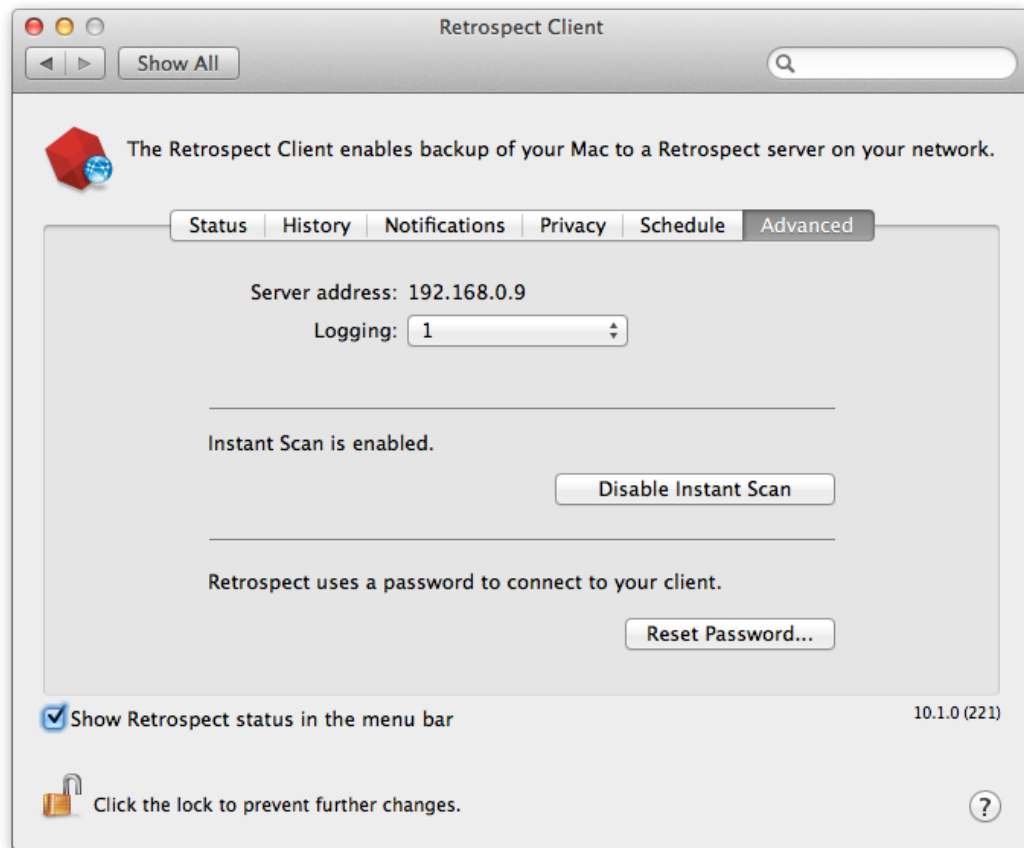 Retrospect Client
Show All
The Retrospect Client enables backup of your Mac to a Retrospect server on your network.
Status History Notifications Privacy Schedule Advanced
Server address: 192.168.0.9
Logging: 1
Instant Scan is enabled.
Disable Instant Scan
Retrospect uses a password to connect to your client.
Reset Password...
Show Retrospect status in the menu bar
10.1.0 (221)
Click the lock to prevent further changes.
?